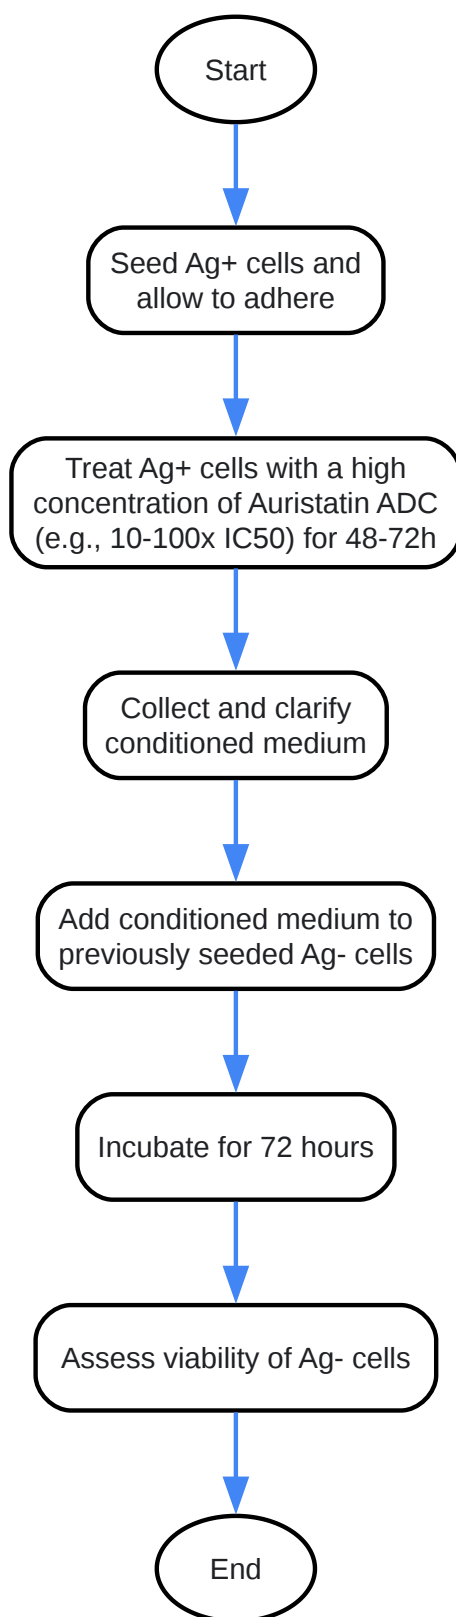 Start
Seed Ag+ cells and
allow to adhere
Treat Ag+ cells with a high
concentration of Auristatin ADC
(e.g., 10-100x IC50) for 48-72h
Collect and clarify
conditioned medium
Add conditioned medium to
previously seeded Ag- cells
Incubate for 72 hours
Assess viability of Ag- cells
End